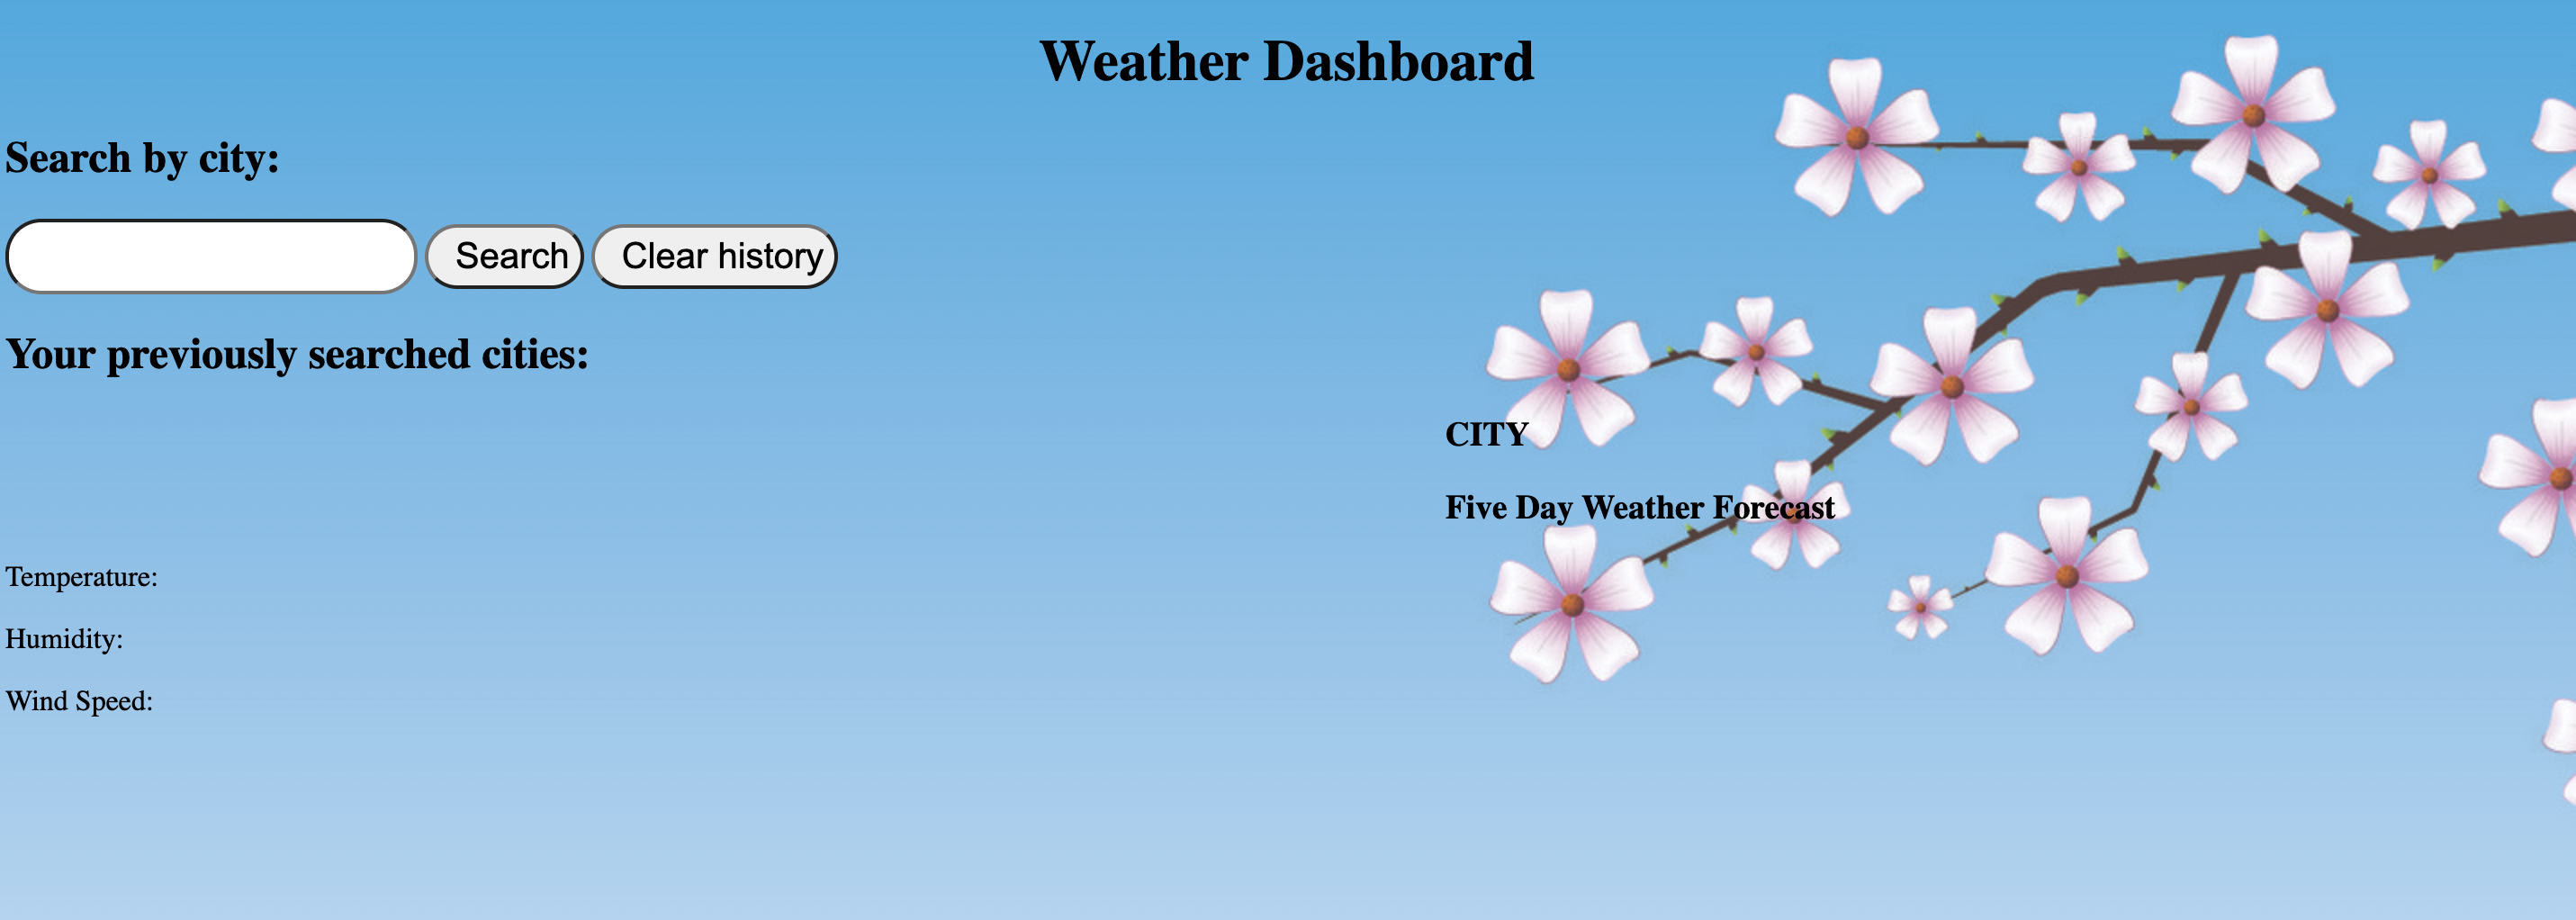 Weather Dashboard
Search by city:
Search Clear history
Your previously searched cities:
CITY
Five Day Weather Forecast
Temperature:
Humidity:
Wind Speed: